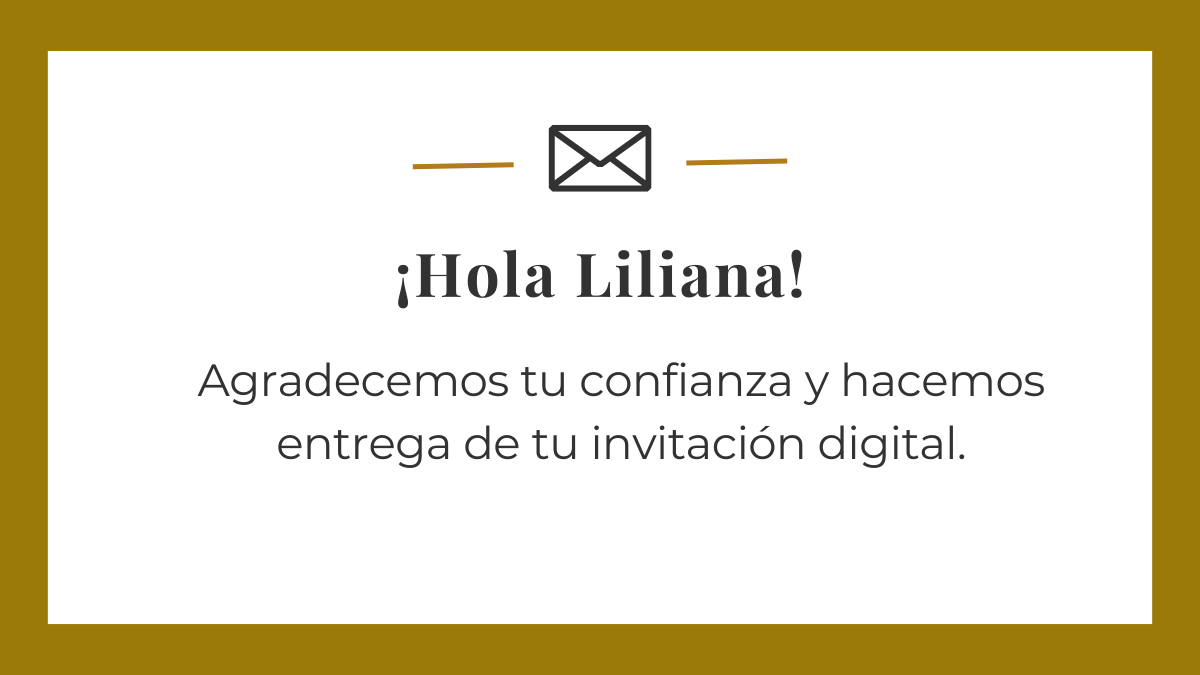 ¡Hola Liliana!
Agradecemos tu confianza y hacemos
entrega de tu invitación digital.